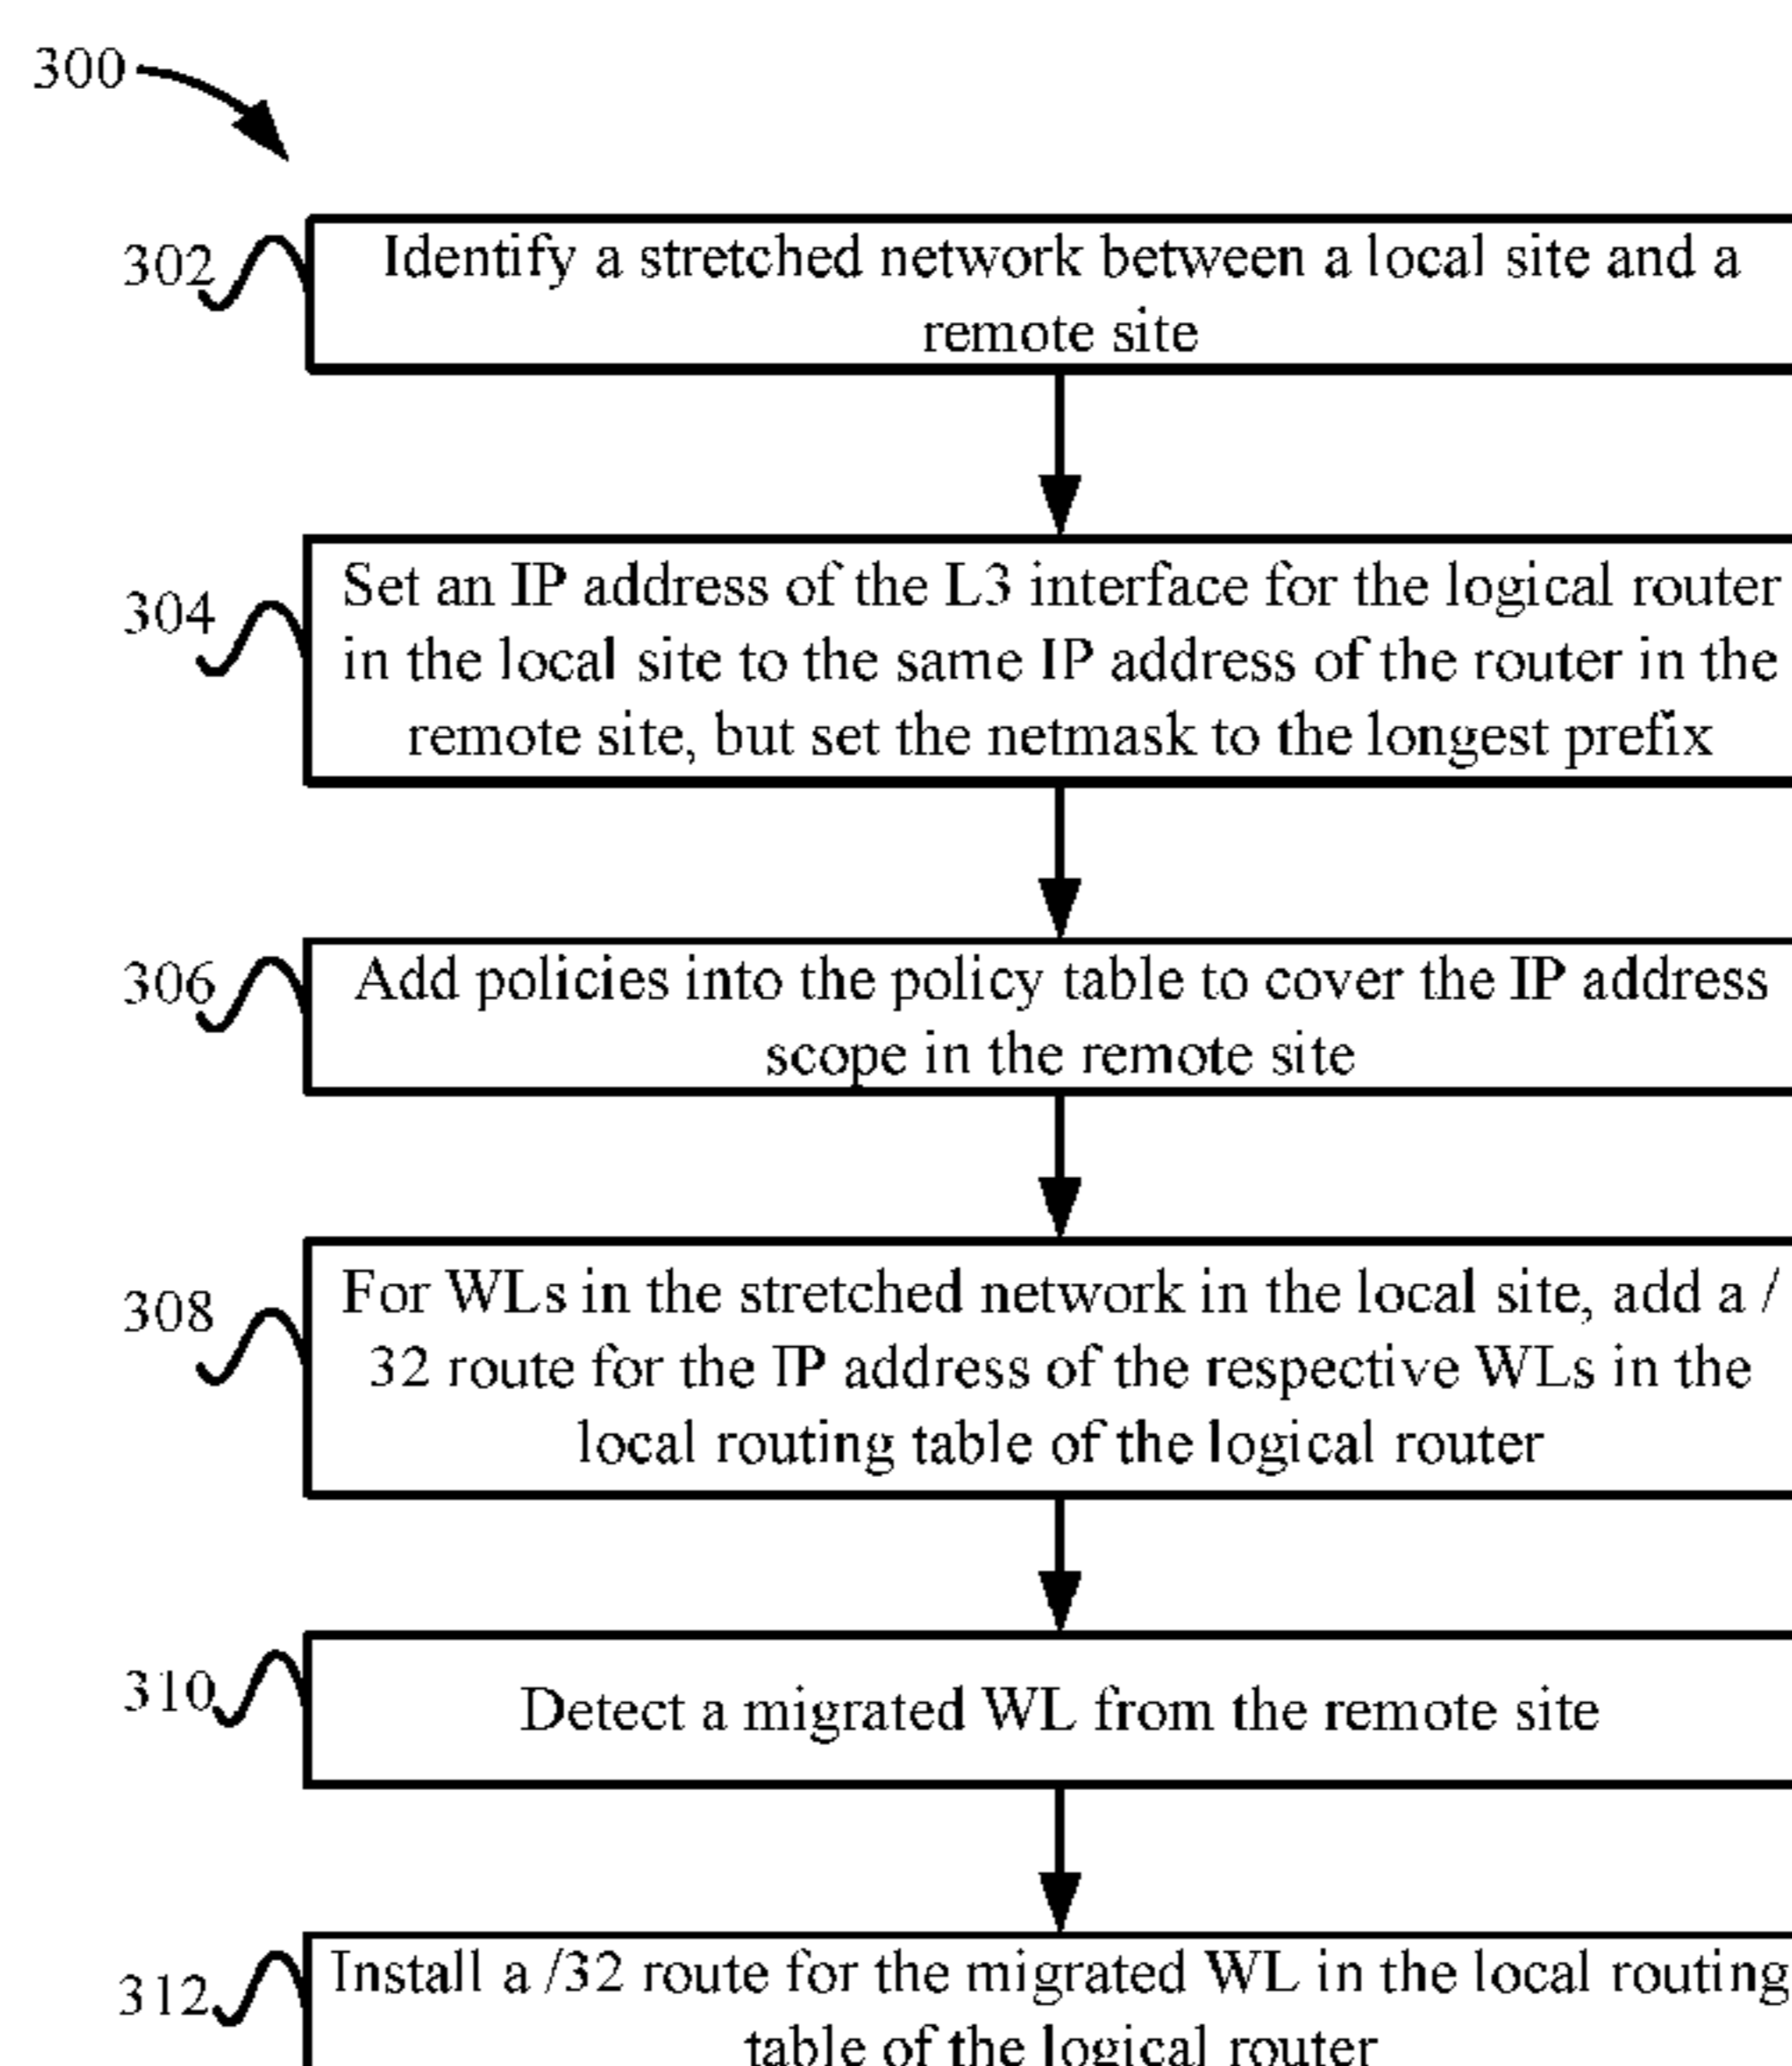 300
302
Identify a stretched network between a local site and a
remote site
304
Set an IP address of the L3 interface for the logical router
in the local site to the same IP address of the router in the
remote site, but set the netmask to the longest prefix
306
Add policies into the policy table to cover the IP address
scope in the remote site
308
For WLs in the stretched network in the local site, add a /
32 route for the IP address of the respective WLs in the
local routing table of the logical router
310
Detect a migrated WL from the remote site
312
Install a /32 route for the migrated WL in the local routing
table of the logical router